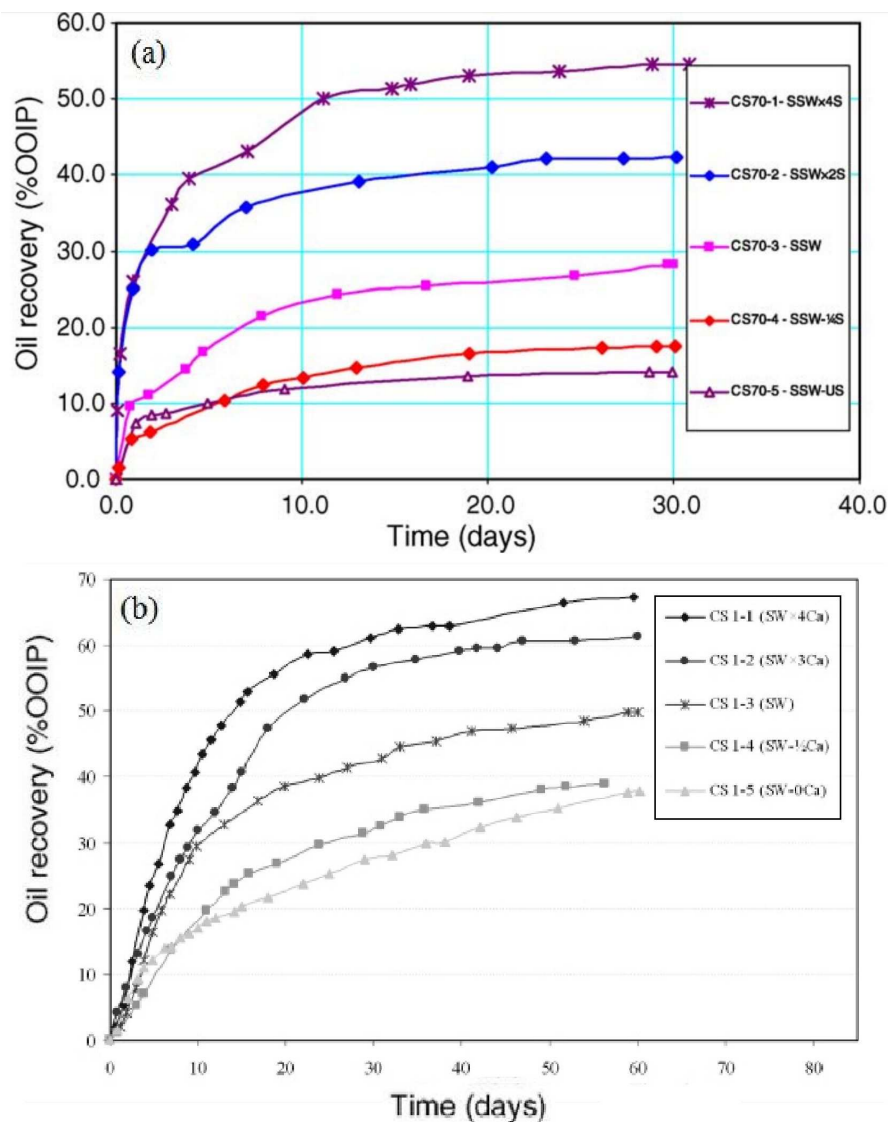 (a)
Oil recovery (%OOIP)
60.0
50.0
40.0
30.0
20.0
10.0
0.0
0.0 10.0 20.0 30.0 40.0
Time (days)
CS70-1- SSW×4S
CS70-2 - SSW×2S
CS70-3 - SSW
CS70-4 - SSW-¼S
CS70-5 - SSW-US
(b)
Oil recovery (%OOIP)
70
60
50
40
30
20
10
0
0 10 20 30 40 50 60 70 80
Time (days)
CS 1-1 (SW×4Ca)
CS 1-2 (SW×3Ca)
CS 1-3 (SW)
CS 1-4 (SW-½Ca)
CS 1-5 (SW=0Ca)